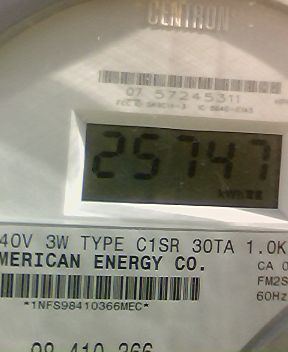 CENTRON
07 57245311
25747
kWh
40V 3W TYPE C1SR 30TA 1.0K
MERICAN ENERGY CO.
CA 0
FM2S
60Hz
*1NFS98410366MEC*
98 410 366